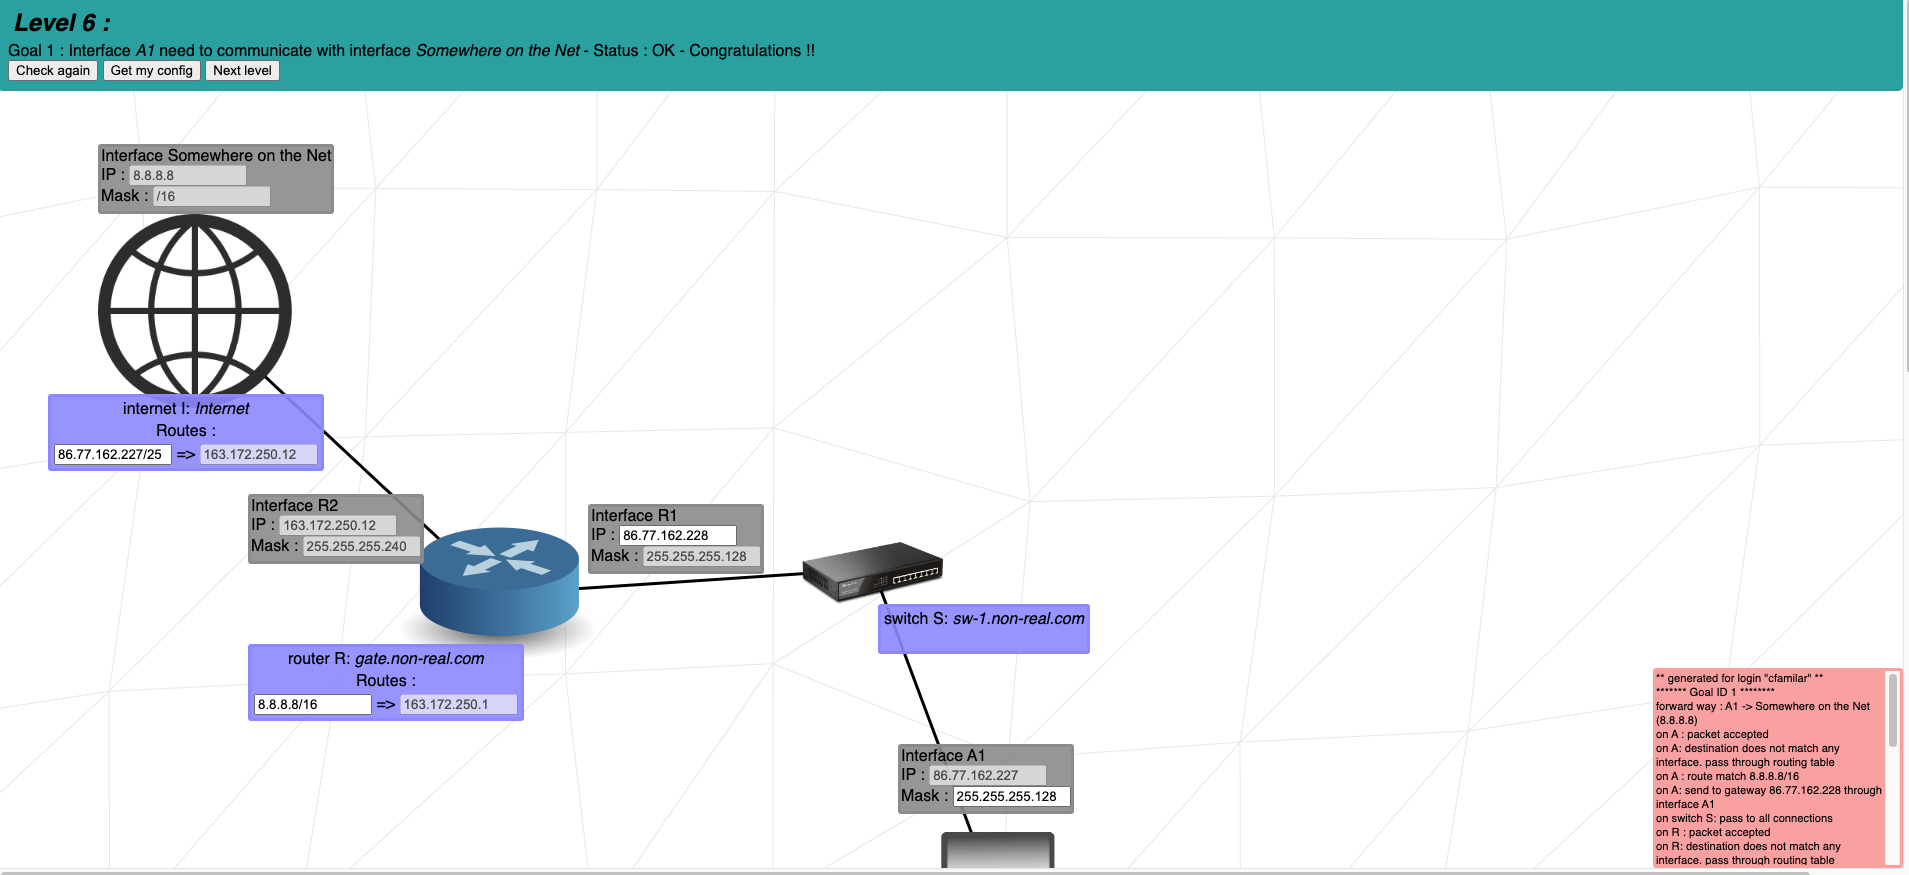 Level 6 :
Goal 1 : Interface A1 need to communicate with interface Somewhere on the Net - Status : OK - Congratulations !!
Check again Get my config Next level
Interface Somewhere on the Net
IP : 8.8.8.8
Mask : /16
internet I: Internet
Routes :
86.77.162.227/25 => 163.172.250.12
Interface R2
IP : 163.172.250.12
Mask : 255.255.255.240
Interface R1
IP : 86.77.162.228
Mask : 255.255.255.128
switch S: sw-1.non-real.com
router R: gate.non-real.com
Routes :
8.8.8.8/16 => 163.172.250.1
Interface A1
IP : 86.77.162.227
Mask : 255.255.255.128
** generated for login "cfamilar" **
******* Goal ID 1 ********
forward way : A1 -> Somewhere on the Net
(8.8.8.8)
on A : packet accepted
on A: destination does not match any
interface. pass through routing table
on A : route match 8.8.8.8/16
on A: send to gateway 86.77.162.228 through
interface A1
on switch S: pass to all connections
on R : packet accepted
on R: destination does not match any
interface. pass through routing table